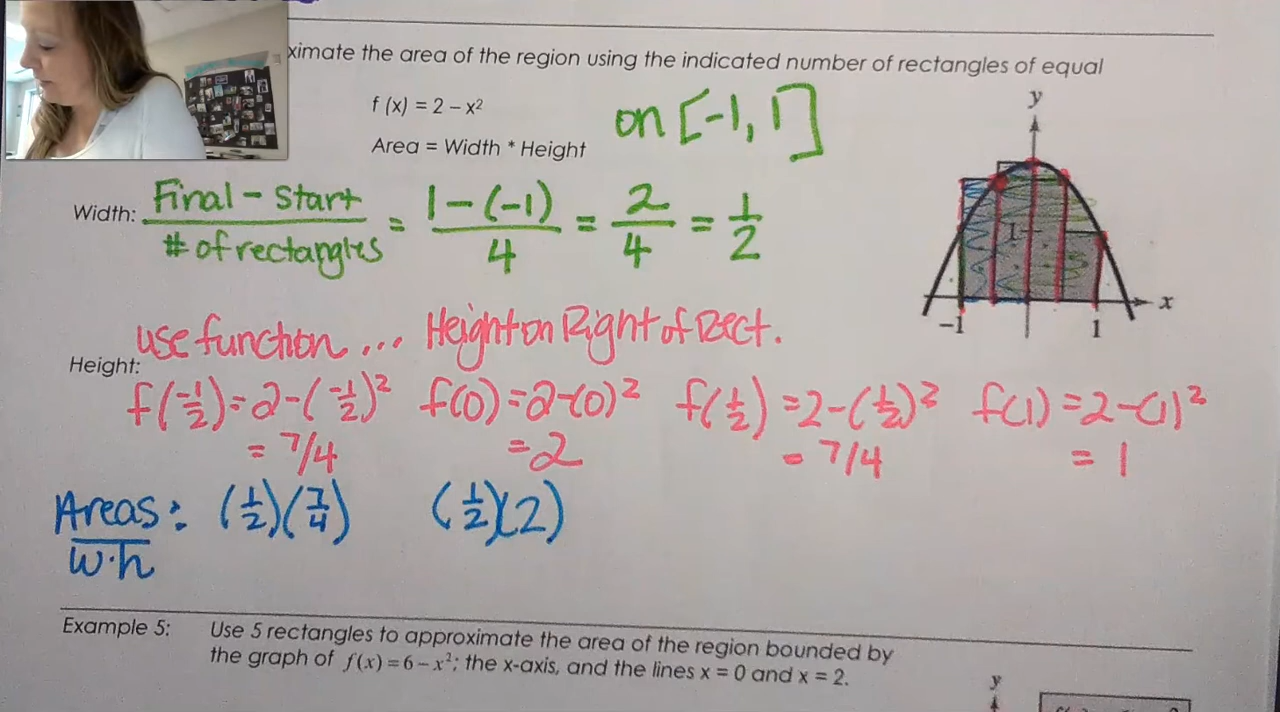 ximate the area of the region using the indicated number of rectangles of equal
f (x) = 2 – x²
on [-1, 1]
Area = Width * Height
y
Width: Final - Start / # of rectangles = 1-(-1) / 4 = 2/4 = 1/2
1
x
-1 1
use function... Height on Right of Rect.
Height:
f(-1/2)=2-(-1/2)² f(0)=2-(0)² f(1/2)=2-(1/2)² f(1)=2-(1)²
= 7/4 =2 = 7/4 = 1
Areas: (1/2)(7/4) (1/2)(2)
w·h
Example 5: Use 5 rectangles to approximate the area of the region bounded by
the graph of f(x) = 6 – x²; the x-axis, and the lines x = 0 and x = 2.
y